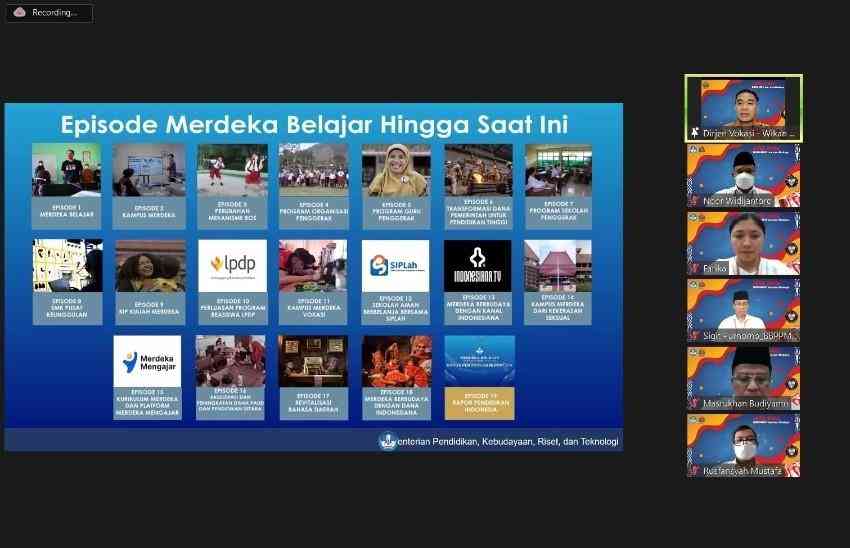 Recording...
Episode Merdeka Belajar Hingga Saat Ini
EPISODE 1
MERDEKA BELAJAR
EPISODE 2
KAMPUS MERDEKA
EPISODE 3
PERUBAHAN
MEKANISME BOS
EPISODE 4
PROGRAM ORGANISASI
PENGGERAK
EPISODE 5
PROGRAM GURU
PENGGERAK
EPISODE 6
TRANSFORMASI DANA
PEMERINTAH UNTUK
PENDIDIKAN TINGGI
EPISODE 7
PROGRAM SEKOLAH
PENGGERAK
EPISODE 8
SMK PUSAT
KEUNGGULAN
EPISODE 9
KIP KULIAH MERDEKA
lpdp
EPISODE 10
PERLUASAN PROGRAM
BEASISWA LPDP
EPISODE 11
KAMPUS MERDEKA
VOKASI
SIPLah
EPISODE 12
SEKOLAH AMAN
BERBELANJA BERSAMA
SIPLAH
INDONESIANA.TV
EPISODE 13
MERDEKA BERBUDAYA
DENGAN KANAL
INDONESIANA
EPISODE 14
KAMPUS MERDEKA
DARI KEKERASAN
SEKSUAL
Merdeka
Mengajar
EPISODE 15
KURIKULUM MERDEKA
DAN PLATFORM
MERDEKA MENGAJAR
EPISODE 16
AKSELERASI DAN
PENINGKATAN DANA PAUD
DAN PENDIDIKAN SETARA
EPISODE 17
REVITALISASI
BAHASA DAERAH
EPISODE 18
MERDEKA BERBUDAYA
DENGAN DANA
INDONESIANA
EPISODE 19
RAPOR PENDIDIKAN
INDONESIA
enterian Pendidikan, Kebudayaan, Riset, dan Teknologi
Dirjen Vokasi - Wikan ...
Noor Widijantoro
Farika
Sigit Purnomo_BBPPM...
Masrukhan Budiyanto
Rusfansyah Mustafa